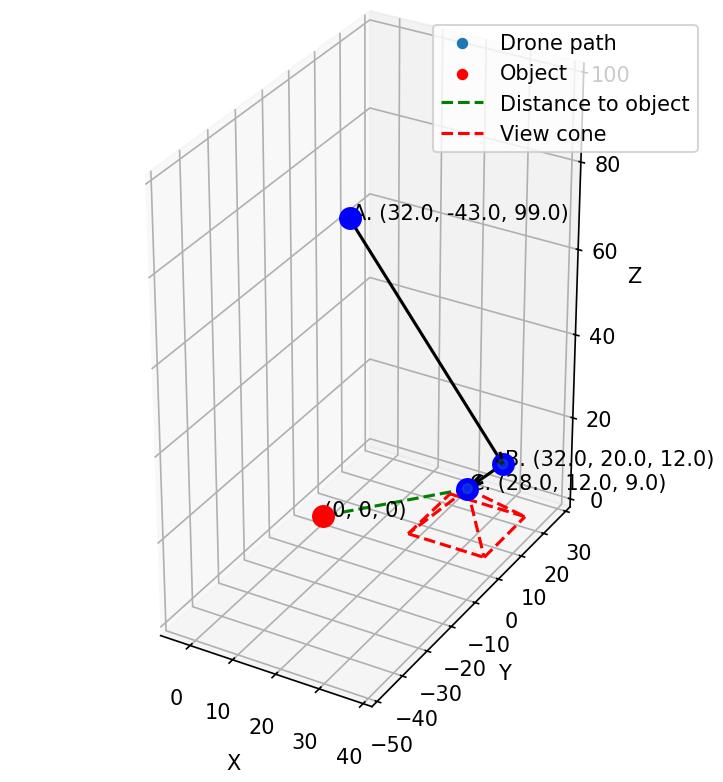 Drone path
Object
Distance to object
View cone
100
80
60
40
20
0
Z
A. (32.0, -43.0, 99.0)
B. (32.0, 20.0, 12.0)
C. (28.0, 12.0, 9.0)
(0, 0, 0)
30
20
10
0
−10
−20
−30
−40
−50
Y
0
10
20
30
40
X